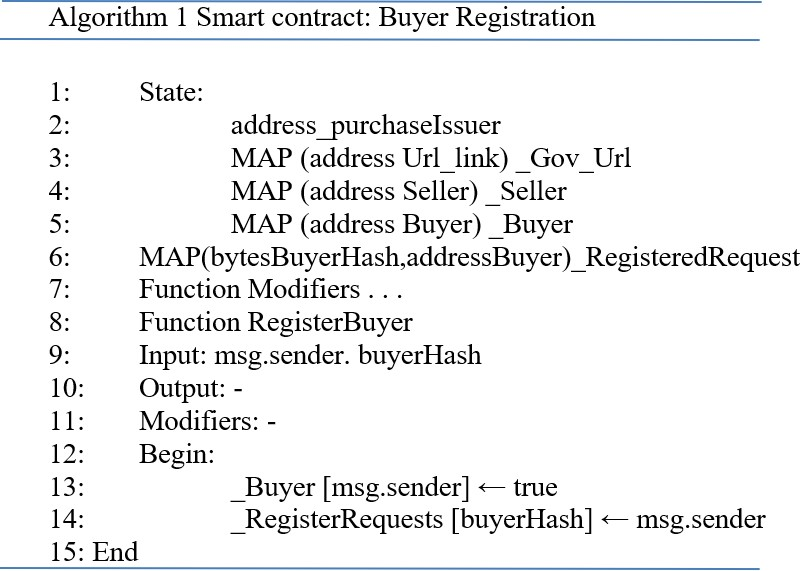 Algorithm 1 Smart contract: Buyer Registration
1: State:
2: address_purchaseIssuer
3: MAP (address Url_link) _Gov_Url
4: MAP (address Seller) _Seller
5: MAP (address Buyer) _Buyer
6: MAP(bytesBuyerHash,addressBuyer)_RegisteredRequest
7: Function Modifiers . . .
8: Function RegisterBuyer
9: Input: msg.sender. buyerHash
10: Output: -
11: Modifiers: -
12: Begin:
13: _Buyer [msg.sender] ← true
14: _RegisterRequests [buyerHash] ← msg.sender
15: End